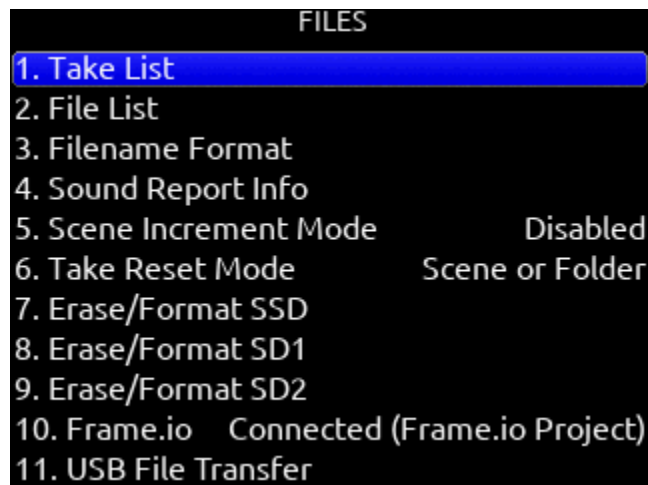 FILES
1. Take List
2. File List
3. Filename Format
4. Sound Report Info
5. Scene Increment Mode Disabled
6. Take Reset Mode Scene or Folder
7. Erase/Format SSD
8. Erase/Format SD1
9. Erase/Format SD2
10. Frame.io Connected (Frame.io Project)
11. USB File Transfer